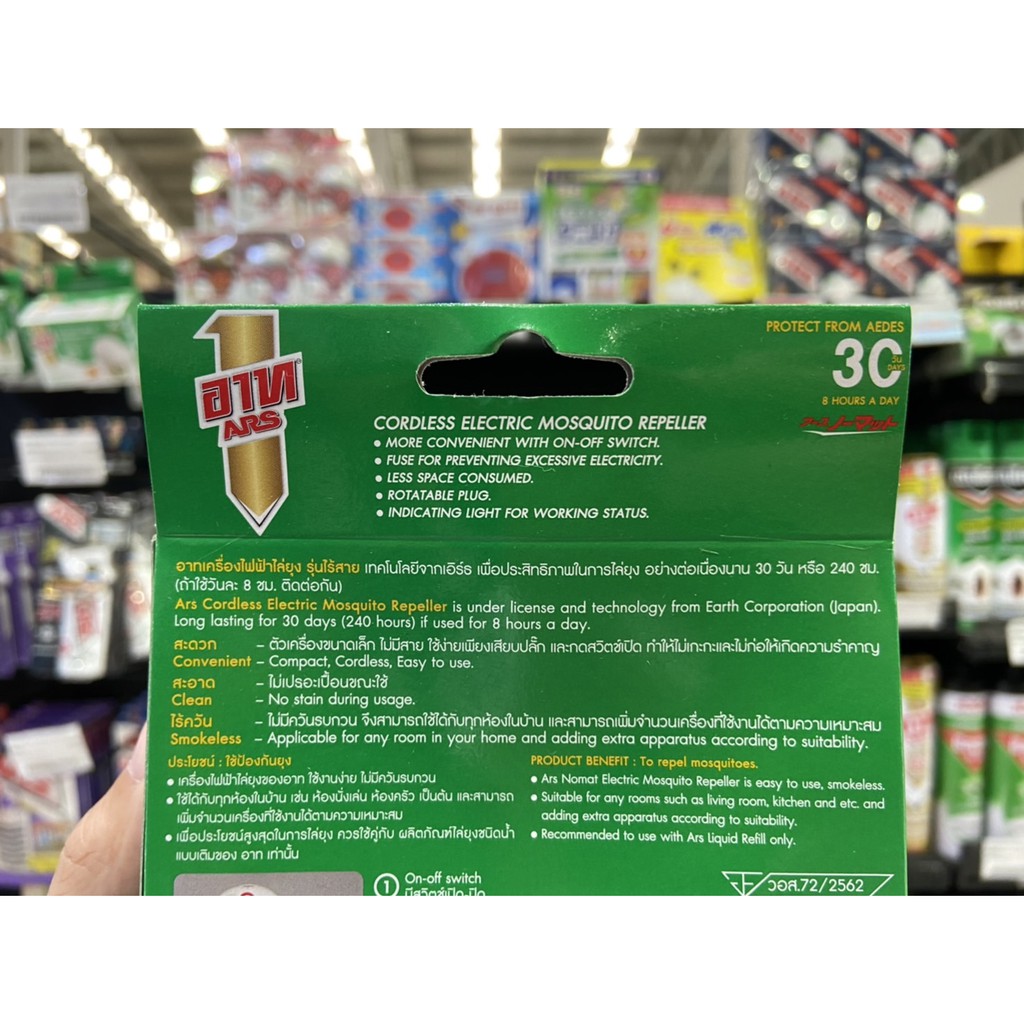 อาท
ARS
PROTECT FROM AEDES
30 วัน DAYS
8 HOURS A DAY
アース ノーマット
CORDLESS ELECTRIC MOSQUITO REPELLER
• MORE CONVENIENT WITH ON-OFF SWITCH.
• FUSE FOR PREVENTING EXCESSIVE ELECTRICITY.
• LESS SPACE CONSUMED.
• ROTATABLE PLUG.
• INDICATING LIGHT FOR WORKING STATUS.
อาทเครื่องไฟฟ้าไล่ยุง รุ่นไร้สาย เทคโนโลยีจากเอิร์ธ เพื่อประสิทธิภาพในการไล่ยุง อย่างต่อเนื่องนาน 30 วัน หรือ 240 ชม.
(ถ้าใช้วันละ 8 ชม. ติดต่อกัน)
Ars Cordless Electric Mosquito Repeller is under license and technology from Earth Corporation (Japan).
Long lasting for 30 days (240 hours) if used for 8 hours a day.
สะดวก – ตัวเครื่องขนาดเล็ก ไม่มีสาย ใช้ง่ายเพียงเสียบปลั๊ก และกดสวิตช์เปิด ทำให้ไม่เกะกะและไม่ก่อให้เกิดความรำคาญ
Convenient – Compact, Cordless, Easy to use.
สะอาด – ไม่เปรอะเปื้อนขณะใช้
Clean – No stain during usage.
ไร้ควัน – ไม่มีควันรบกวน จึงสามารถใช้ได้กับทุกห้องในบ้าน และสามารถเพิ่มจำนวนเครื่องที่ใช้งานได้ตามความเหมาะสม
Smokeless – Applicable for any room in your home and adding extra apparatus according to suitability.
ประโยชน์ : ใช้ป้องกันยุง
• เครื่องไฟฟ้าไล่ยุงของอาท ใช้งานง่าย ไม่มีควันรบกวน
• ใช้ได้กับทุกห้องในบ้าน เช่น ห้องนั่งเล่น ห้องครัว เป็นต้น และสามารถ
เพิ่มจำนวนเครื่องที่ใช้งานได้ตามความเหมาะสม
• เพื่อประโยชน์สูงสุดในการไล่ยุง ควรใช้คู่กับ ผลิตภัณฑ์ไล่ยุงชนิดน้ำ
แบบเติมของ อาท เท่านั้น
PRODUCT BENEFIT : To repel mosquitoes.
• Ars Nomat Electric Mosquito Repeller is easy to use, smokeless.
• Suitable for any rooms such as living room, kitchen and etc. and
adding extra apparatus according to suitability.
• Recommended to use with Ars Liquid Refill only.
1 On-off switch
มีสวิตช์เปิด-ปิด
วอส.72/2562